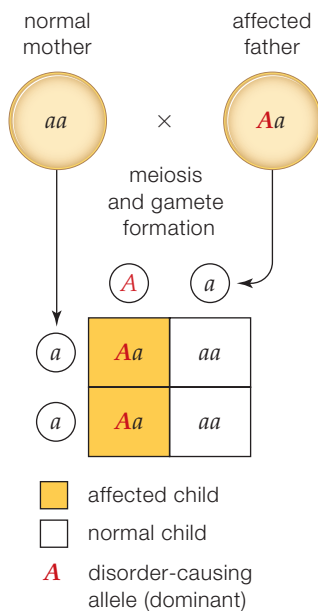 normal mother
affected father
aa
×
Aa
meiosis
and gamete
formation
A
a
a
Aa
aa
a
Aa
aa
affected child
normal child
A disorder-causing
allele (dominant)